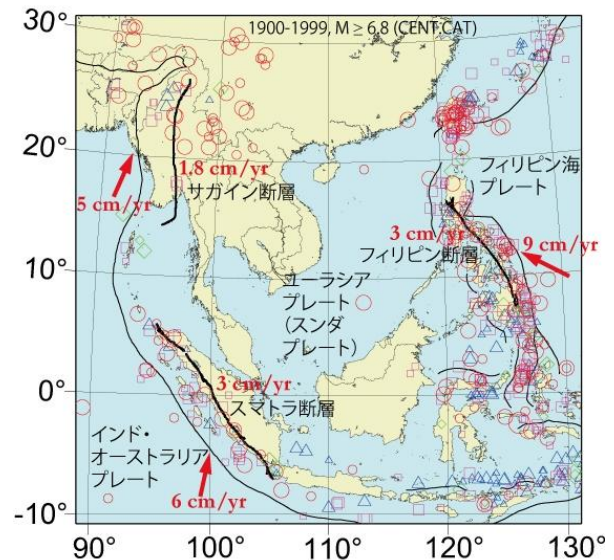 1900-1999, M ≥ 6.8 (CENT.CAT)
30°
20°
10°
0°
-10°
90°
100°
110°
120°
130°
1.8 cm/yr
サガイン断層
5 cm/yr
フィリピン海
プレート
3 cm/yr
フィリピン断層
9 cm/yr
ユーラシア
プレート
(スンダ
プレート)
3 cm/yr
スマトラ断層
インド・
オーストラリア
プレート
6 cm/yr